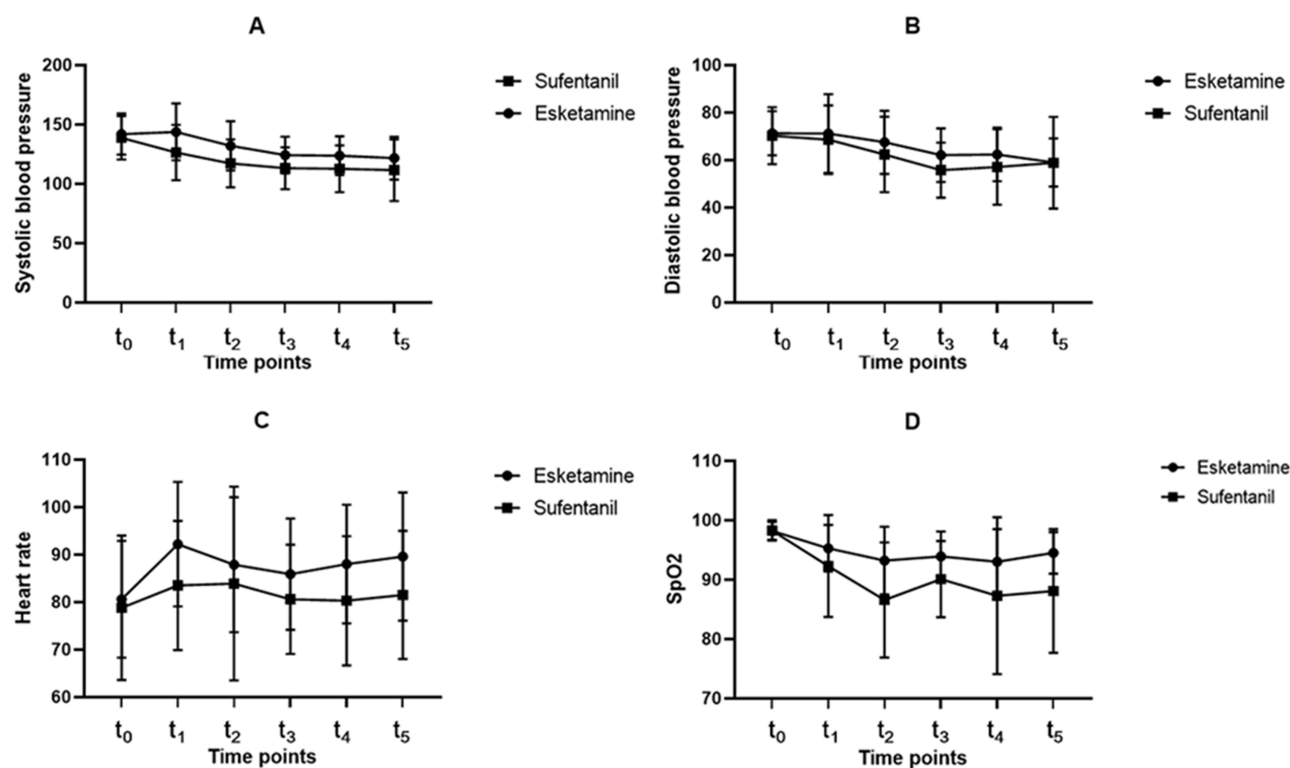 A
Systolic blood pressure
200
150
100
50
0
t0 t1 t2 t3 t4 t5
Time points
Sufentanil
Esketamine
B
Diastolic blood pressure
100
80
60
40
20
0
t0 t1 t2 t3 t4 t5
Time points
Esketamine
Sufentanil
C
Heart rate
110
100
90
80
70
60
t0 t1 t2 t3 t4 t5
Time points
Esketamine
Sufentanil
D
SpO2
110
100
90
80
70
t0 t1 t2 t3 t4 t5
Time points
Esketamine
Sufentanil